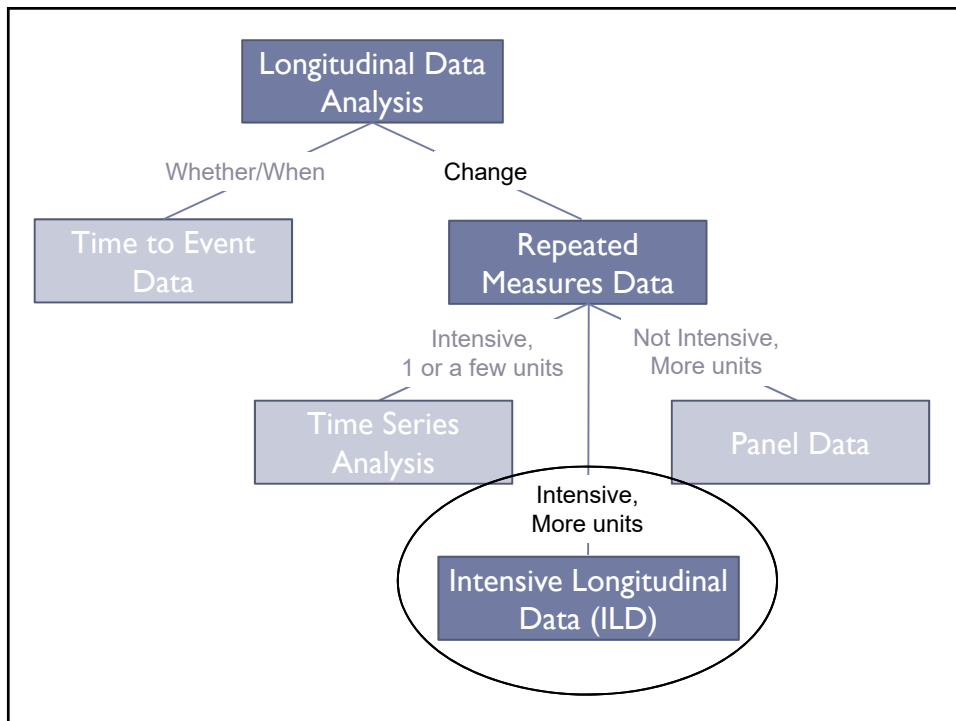 Longitudinal Data
Analysis
Whether/When
Change
Time to Event
Data
Repeated
Measures Data
Intensive,
1 or a few units
Not Intensive,
More units
Time Series
Analysis
Panel Data
Intensive,
More units
Intensive Longitudinal
Data (ILD)